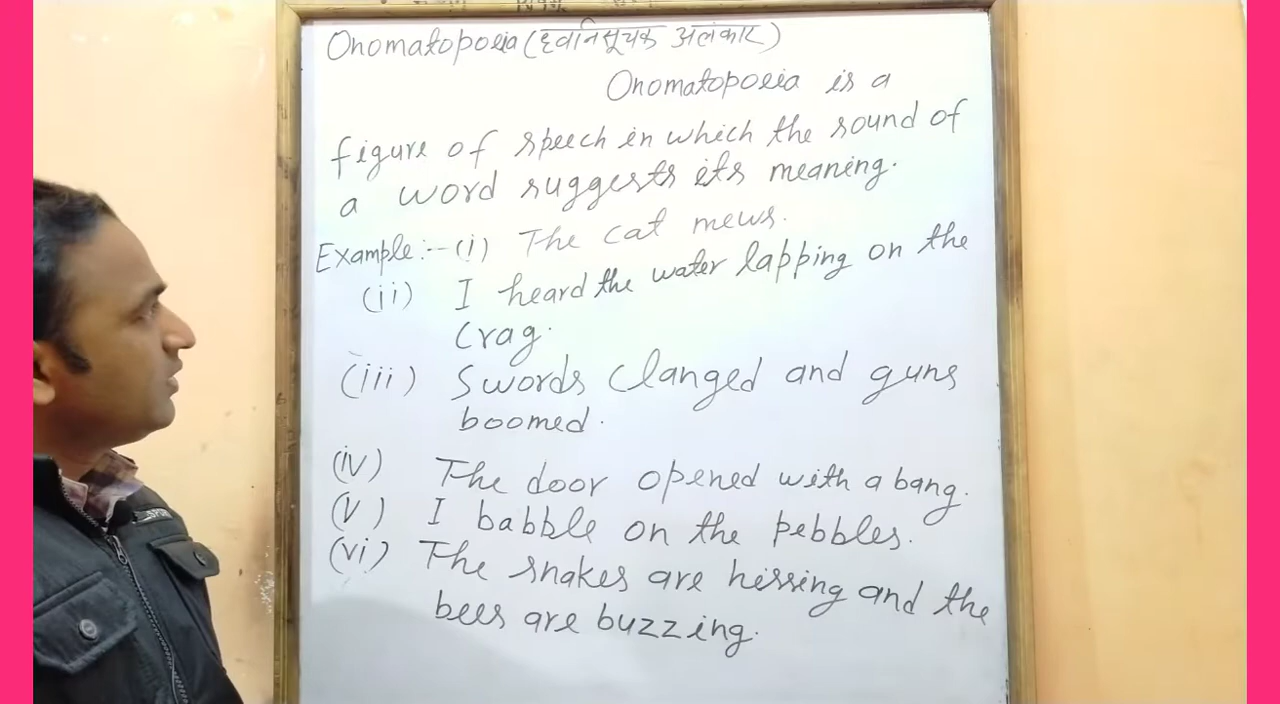 Onomatopoeia (ध्वनिसूचक अलंकार)
Onomatopoeia is a
figure of speech in which the sound of
a word suggests its meaning.
Example:- (i) The cat mews.
(ii) I heard the water lapping on the
Crag.
(iii) Swords Clanged and guns
boomed.
(iv) The door opened with a bang.
(v) I babble on the pebbles.
(vi) The snakes are hissing and the
bees are buzzing.